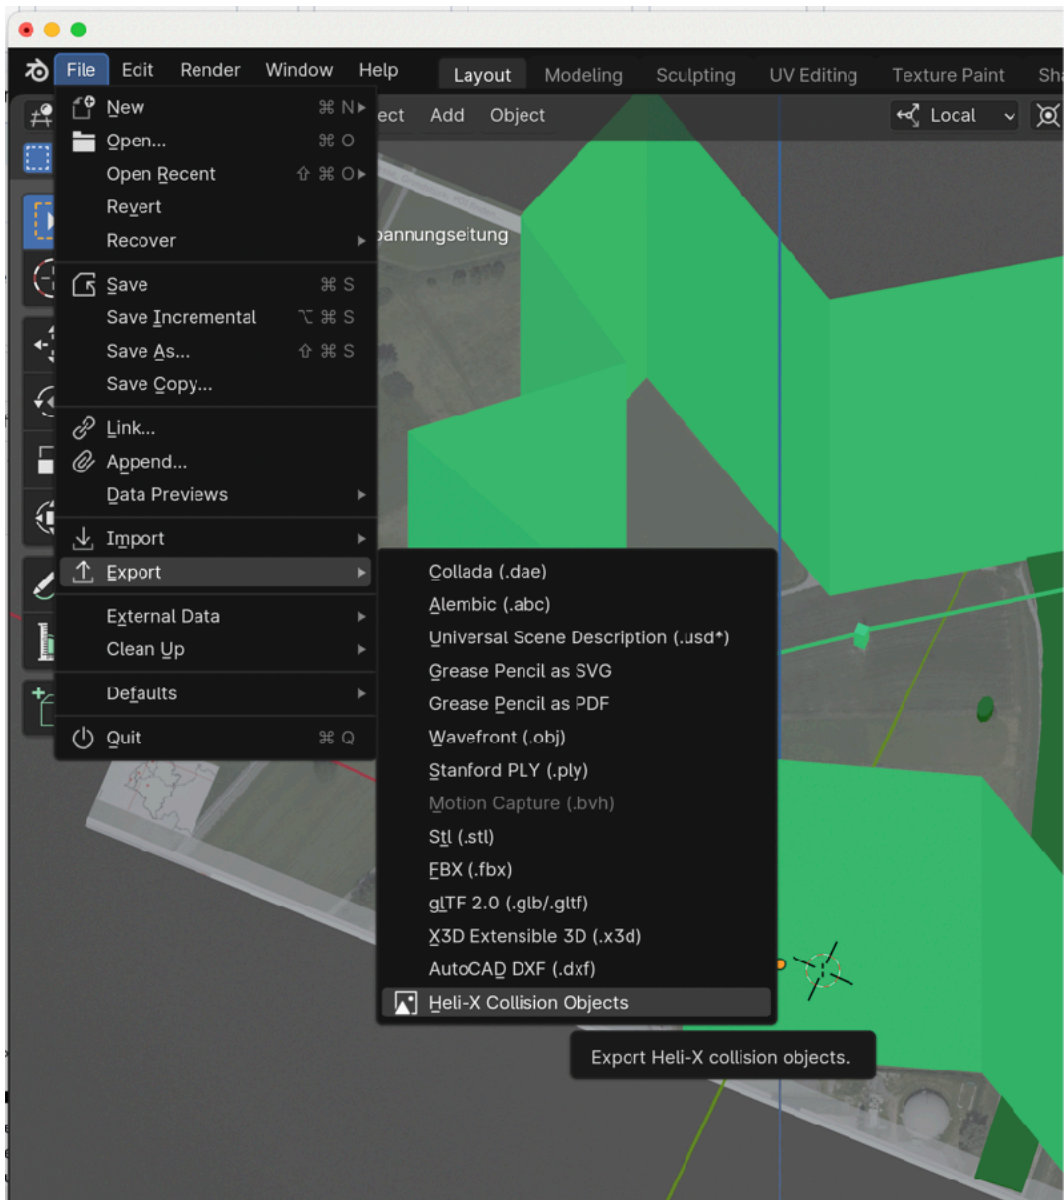 File Edit Render Window Help Layout Modeling Sculpting UV Editing Texture Paint
ect Add Object Local
New ⌘ N
Open... ⌘ O
Open Recent ⇧ ⌘ O
Revert
Recover
pannungseitung
Save ⌘ S
Save Incremental ⌥ ⌘ S
Save As... ⇧ ⌘ S
Save Copy...
Link...
Append...
Data Previews
Import
Export
External Data
Clean Up
Defaults
Quit ⌘ Q
Collada (.dae)
Alembic (.abc)
Universal Scene Description (.usd*)
Grease Pencil as SVG
Grease Pencil as PDF
Wavefront (.obj)
Stanford PLY (.ply)
Motion Capture (.bvh)
Stl (.stl)
FBX (.fbx)
glTF 2.0 (.glb/.gltf)
X3D Extensible 3D (.x3d)
AutoCAD DXF (.dxf)
Heli-X Collision Objects
Export Heli-X collision objects.